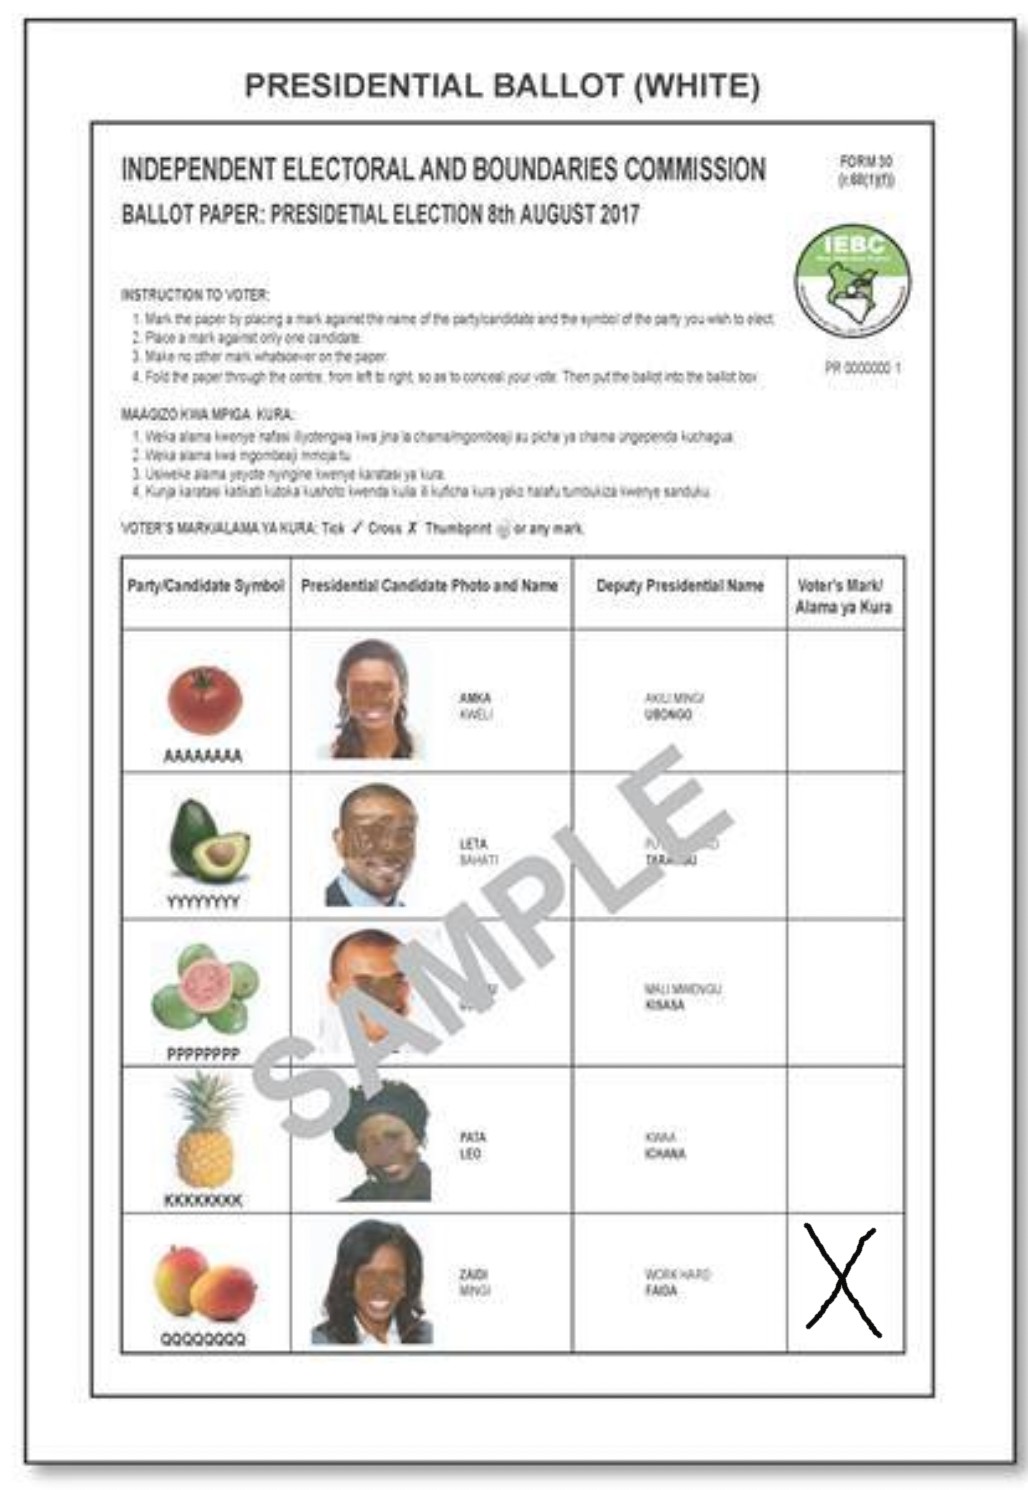 PRESIDENTIAL BALLOT (WHITE)
INDEPENDENT ELECTORAL AND BOUNDARIES COMMISSION
FORM 30
(r.68(1)(f))
BALLOT PAPER: PRESIDETIAL ELECTION 8th AUGUST 2017
IEBC
INSTRUCTION TO VOTER:
1. Mark the paper by placing a mark against the name of the party/candidate and the symbol of the party you wish to elect.
2. Place a mark against only one candidate.
3. Make no other mark whatsoever on the paper.
4. Fold the paper through the centre, from left to right, so as to conceal your vote. Then put the ballot into the ballot box
PR 0000000 1
MAAGIZO KWA MPIGA KURA:
1. Weka alama kwenye nafasi iliyotengwa kwa jina la chama/mgombeaji au picha ya chama ungependa kuchagua.
2. Weka alama kwa mgombeaji mmoja tu.
3. Usiweke alama yeyote nyingine kwenye karatasi ya kura.
4. Kunja karatasi katikati kutoka kushoto kwenda kulia ili kuficha kura yako halafu tumbukiza kwenye sanduku.
VOTER'S MARK/ALAMA YA KURA: Tick ✓ Cross ✗ Thumbprint or any mark.
Party/Candidate Symbol
Presidential Candidate Photo and Name
Deputy Presidential Name
Voter's Mark/
Alama ya Kura
AAAAAAAA
AMKA
KWELI
AKILI MINGI
UBONGO
YYYYYYYY
LETA
BAHATI
PPPPPPPP
MALI MWENGU
KISASA
KKKKKKKK
PATA
LEO
KWAA
ICHANA
QQQQQQQQ
ZAIDI
MINGI
WORK HARD
FAIDA
X
SAMPLE